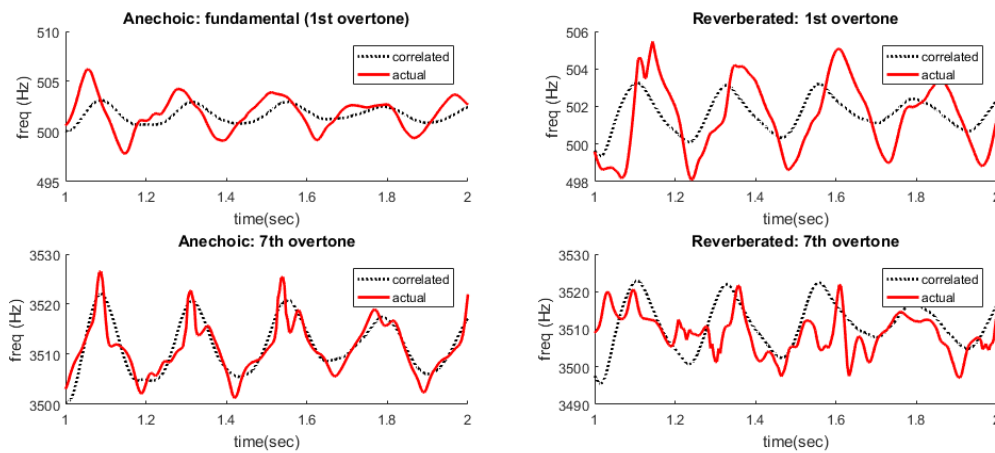 Anechoic: fundamental (1st overtone)
510
505
500
495
freq (Hz)
correlated
actual
1
1.2
1.4
1.6
1.8
2
time(sec)
Reverberated: 1st overtone
506
504
502
500
498
freq (Hz)
correlated
actual
1
1.2
1.4
1.6
1.8
2
time(sec)
Anechoic: 7th overtone
3530
3520
3510
3500
freq (Hz)
correlated
actual
1
1.2
1.4
1.6
1.8
2
time(sec)
Reverberated: 7th overtone
3530
3520
3510
3500
3490
freq (Hz)
correlated
actual
1
1.2
1.4
1.6
1.8
2
time(sec)